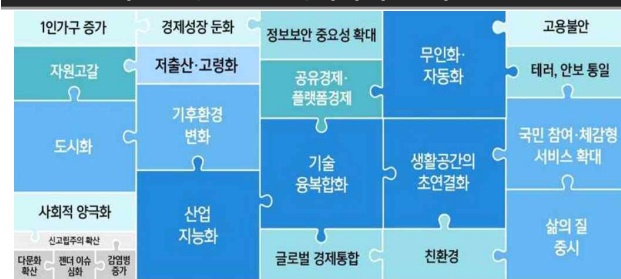 1인가구 증가
경제성장 둔화
정보보안 중요성 확대
무인화·
자동화
고용불안
자원고갈
저출산·고령화
공유경제·
플랫폼경제
테러, 안보 통일
도시화
기후환경
변화
기술
융복합화
생활공간의
초연결화
국민 참여·체감형
서비스 확대
사회적 양극화
산업
지능화
삶의 질
중시
신고립주의 확산
다문화
확산
젠더 이슈
심화
감염병
증가
글로벌 경제통합
친환경